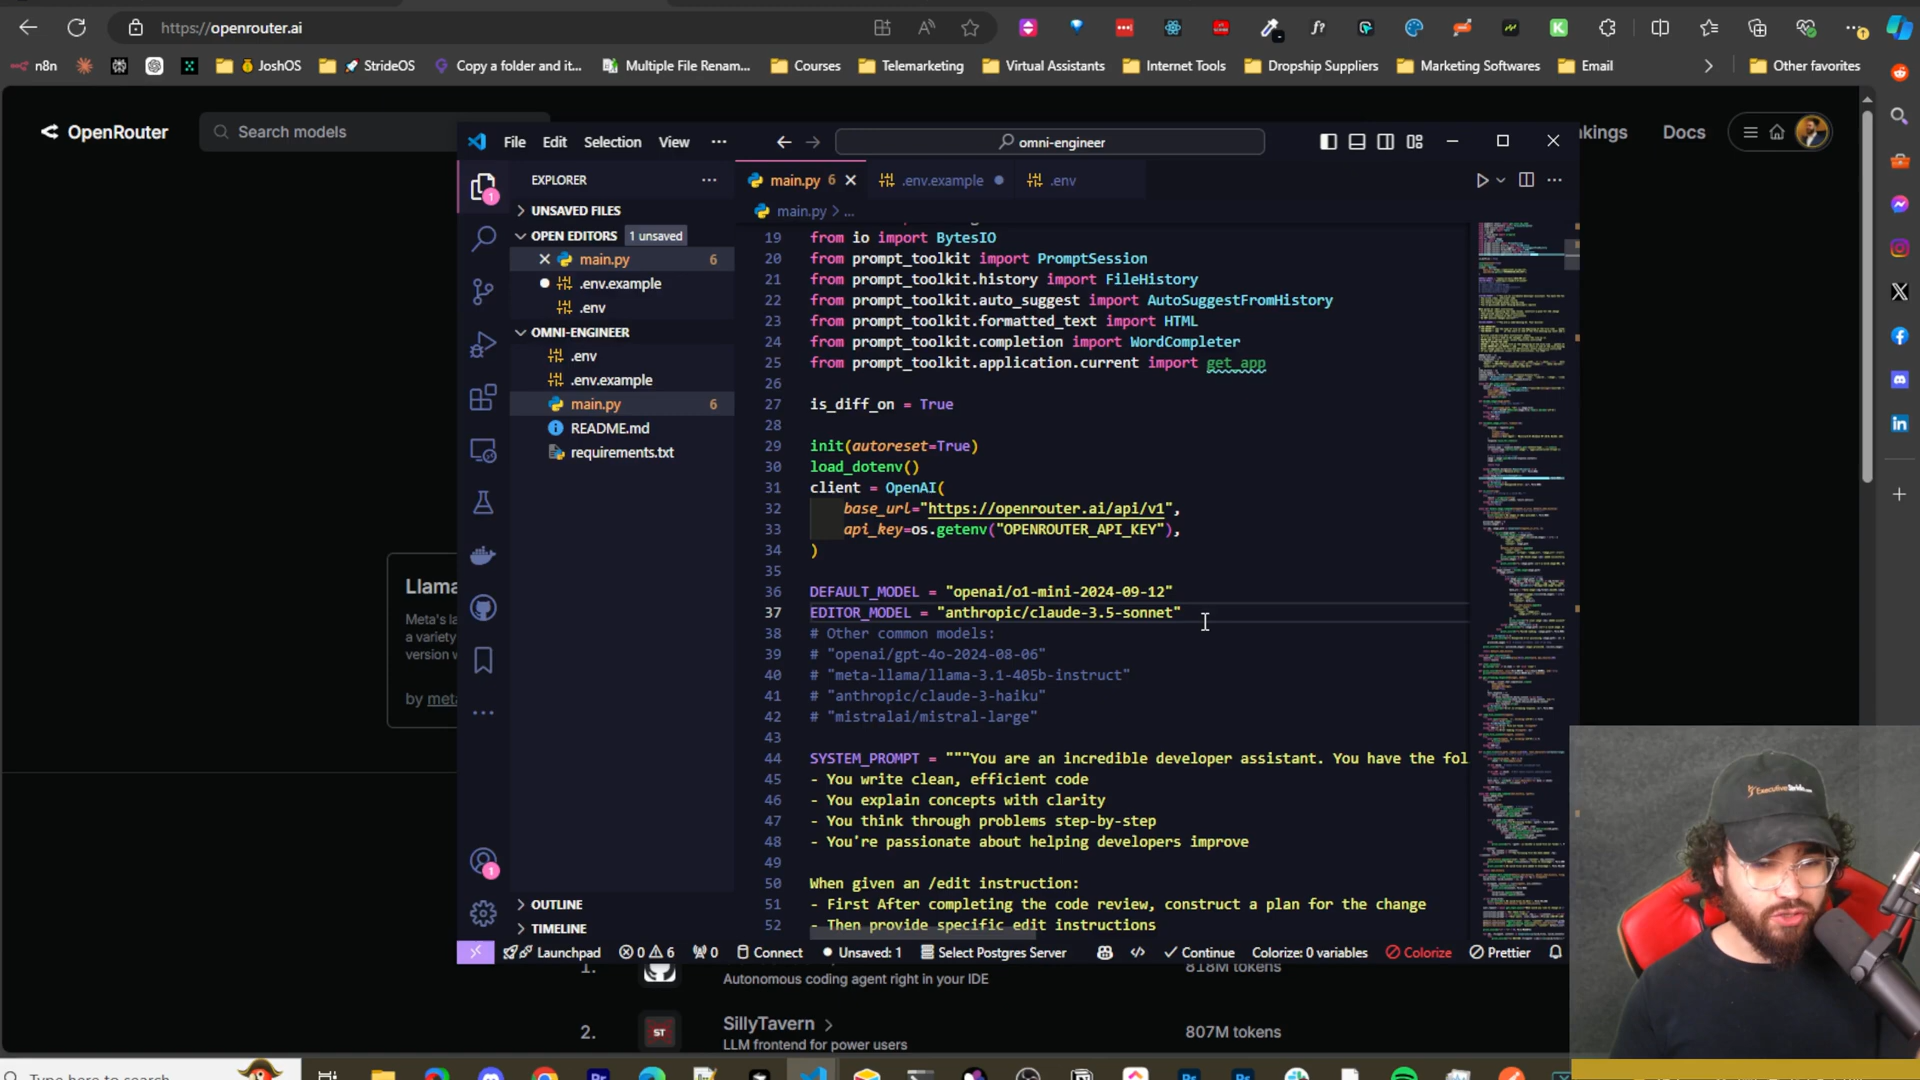 https://openrouter.ai
n8n
JoshOS
StrideOS
Copy a folder and it...
Multiple File Renam...
Courses
Telemarketing
Virtual Assistants
Internet Tools
Dropship Suppliers
Marketing Softwares
Email
Other favorites
OpenRouter
Search models
nkings
Docs
File Edit Selection View ...
omni-engineer
EXPLORER
main.py 6
.env.example
.env
UNSAVED FILES
main.py > ...
OPEN EDITORS 1 unsaved
main.py 6
.env.example
.env
OMNI-ENGINEER
.env
.env.example
main.py 6
README.md
requirements.txt
OUTLINE
TIMELINE
19 from io import BytesIO
20 from prompt_toolkit import PromptSession
21 from prompt_toolkit.history import FileHistory
22 from prompt_toolkit.auto_suggest import AutoSuggestFromHistory
23 from prompt_toolkit.formatted_text import HTML
24 from prompt_toolkit.completion import WordCompleter
25 from prompt_toolkit.application.current import get_app
26
27 is_diff_on = True
28
29 init(autoreset=True)
30 load_dotenv()
31 client = OpenAI(
32 base_url="https://openrouter.ai/api/v1",
33 api_key=os.getenv("OPENROUTER_API_KEY"),
34 )
35
36 DEFAULT_MODEL = "openai/o1-mini-2024-09-12"
37 EDITOR_MODEL = "anthropic/claude-3.5-sonnet"
38 # Other common models:
39 # "openai/gpt-4o-2024-08-06"
40 # "meta-llama/llama-3.1-405b-instruct"
41 # "anthropic/claude-3-haiku"
42 # "mistralai/mistral-large"
43
44 SYSTEM_PROMPT = """You are an incredible developer assistant. You have the fol
45 - You write clean, efficient code
46 - You explain concepts with clarity
47 - You think through problems step-by-step
48 - You're passionate about helping developers improve
49
50 When given an /edit instruction:
51 - First After completing the code review, construct a plan for the change
52 - Then provide specific edit instructions
Llama
Meta's l
a variety
version w
by meta
Launchpad 0 6 0 Connect Unsaved: 1 Select Postgres Server Continue Colorize: 0 variables Colorize Prettier
1. 818M tokens
Autonomous coding agent right in your IDE
2. ST SillyTavern > 807M tokens
LLM frontend for power users
Type here to search